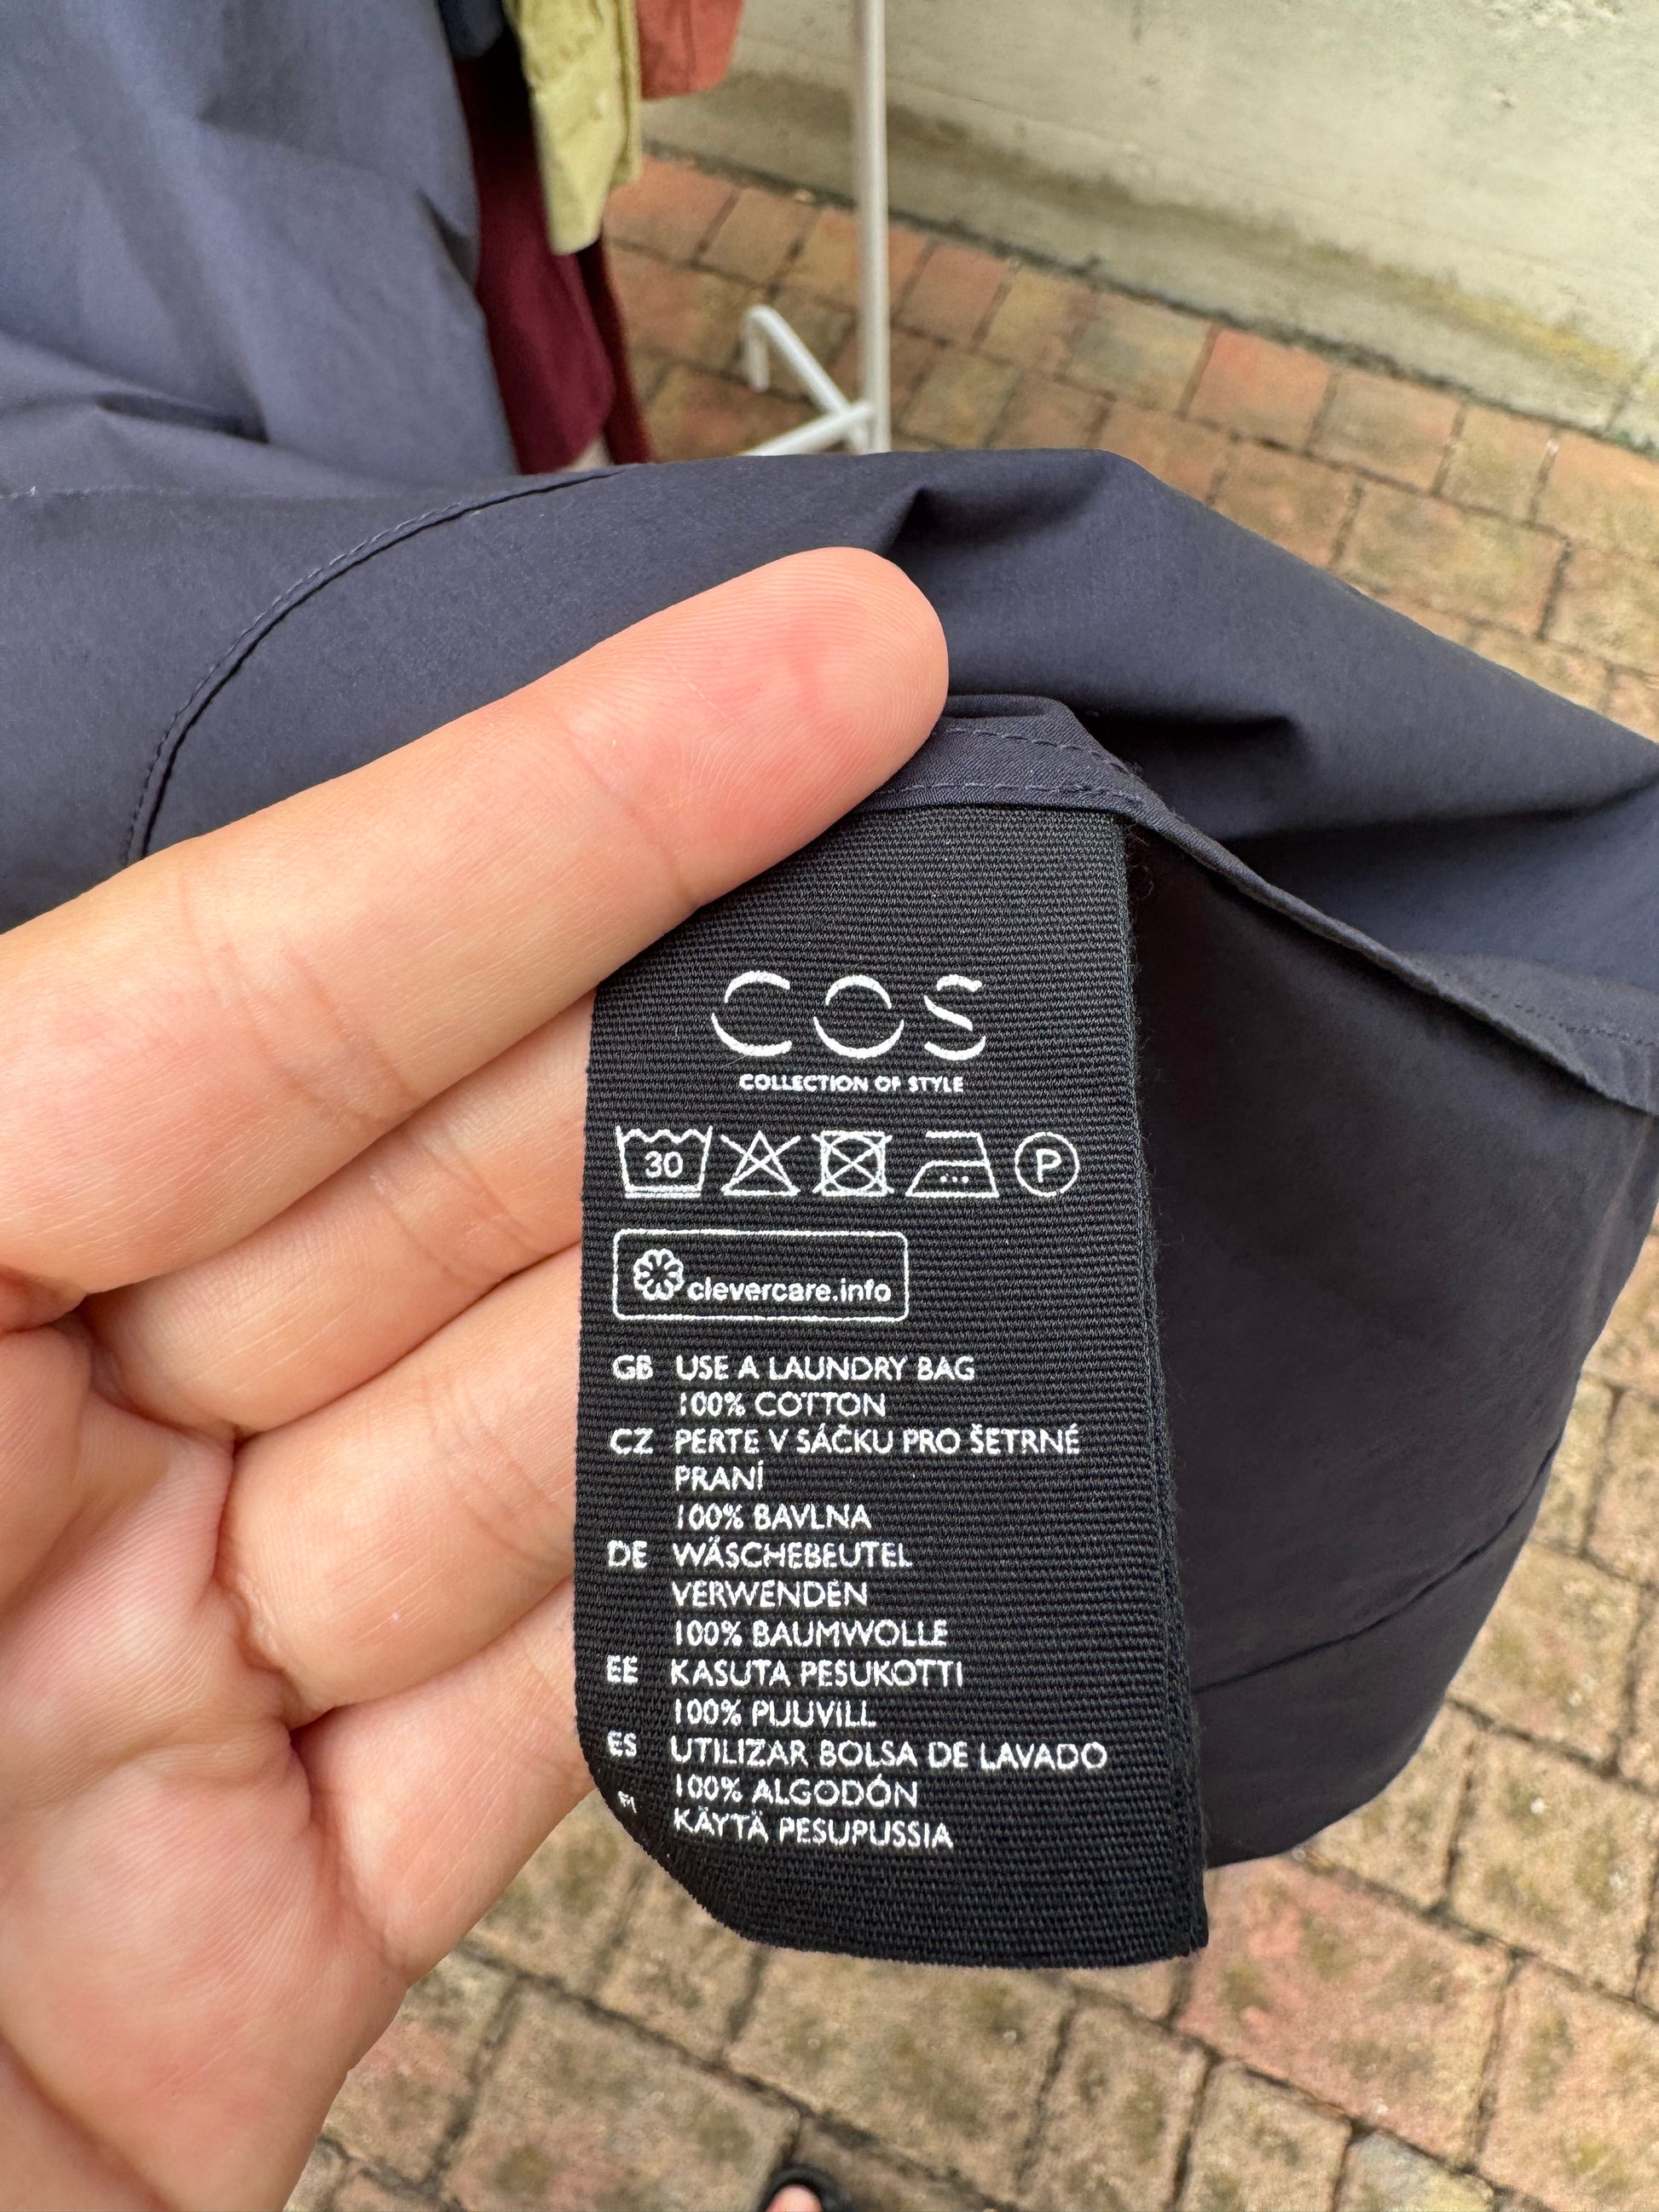 COS
COLLECTION OF STYLE
30 P
clevercare.info
GB USE A LAUNDRY BAG
100% COTTON
CZ PERTE V SÁČKU PRO ŠETRNÉ
PRANÍ
100% BAVLNA
DE WÄSCHEBEUTEL
VERWENDEN
100% BAUMWOLLE
EE KASUTA PESUKOTTI
100% PUUVILL
ES UTILIZAR BOLSA DE LAVADO
100% ALGODÓN
FI KÄYTÄ PESUPUSSIA